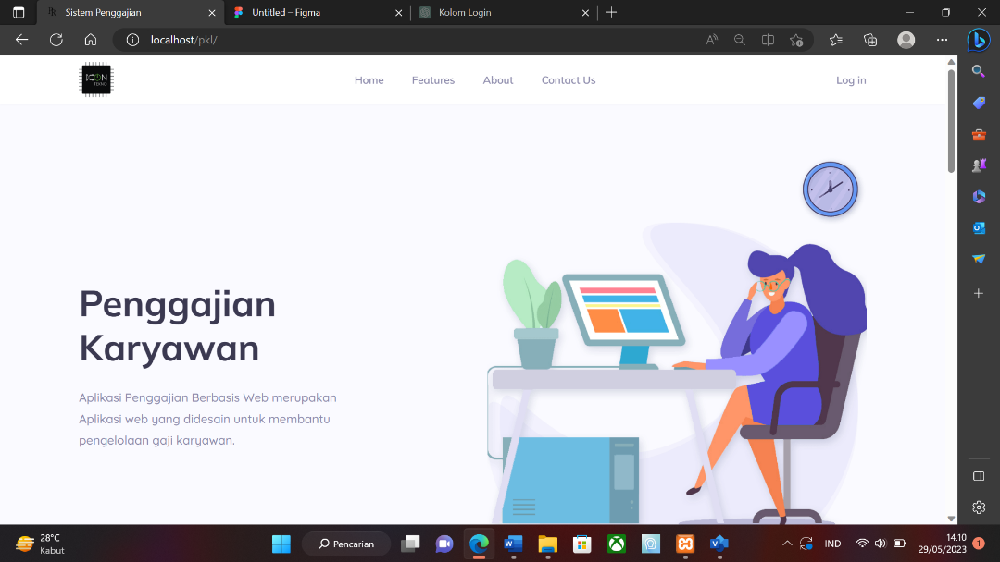 Sistem Penggajian
Untitled – Figma
Kolom Login
localhost/pkl/
ICON
TEKNO
Home
Features
About
Contact Us
Log in
Penggajian
Karyawan
Aplikasi Penggajian Berbasis Web merupakan
Aplikasi web yang didesain untuk membantu
pengelolaan gaji karyawan.
28°C
Kabut
Pencarian
IND
14.10
29/05/2023
1